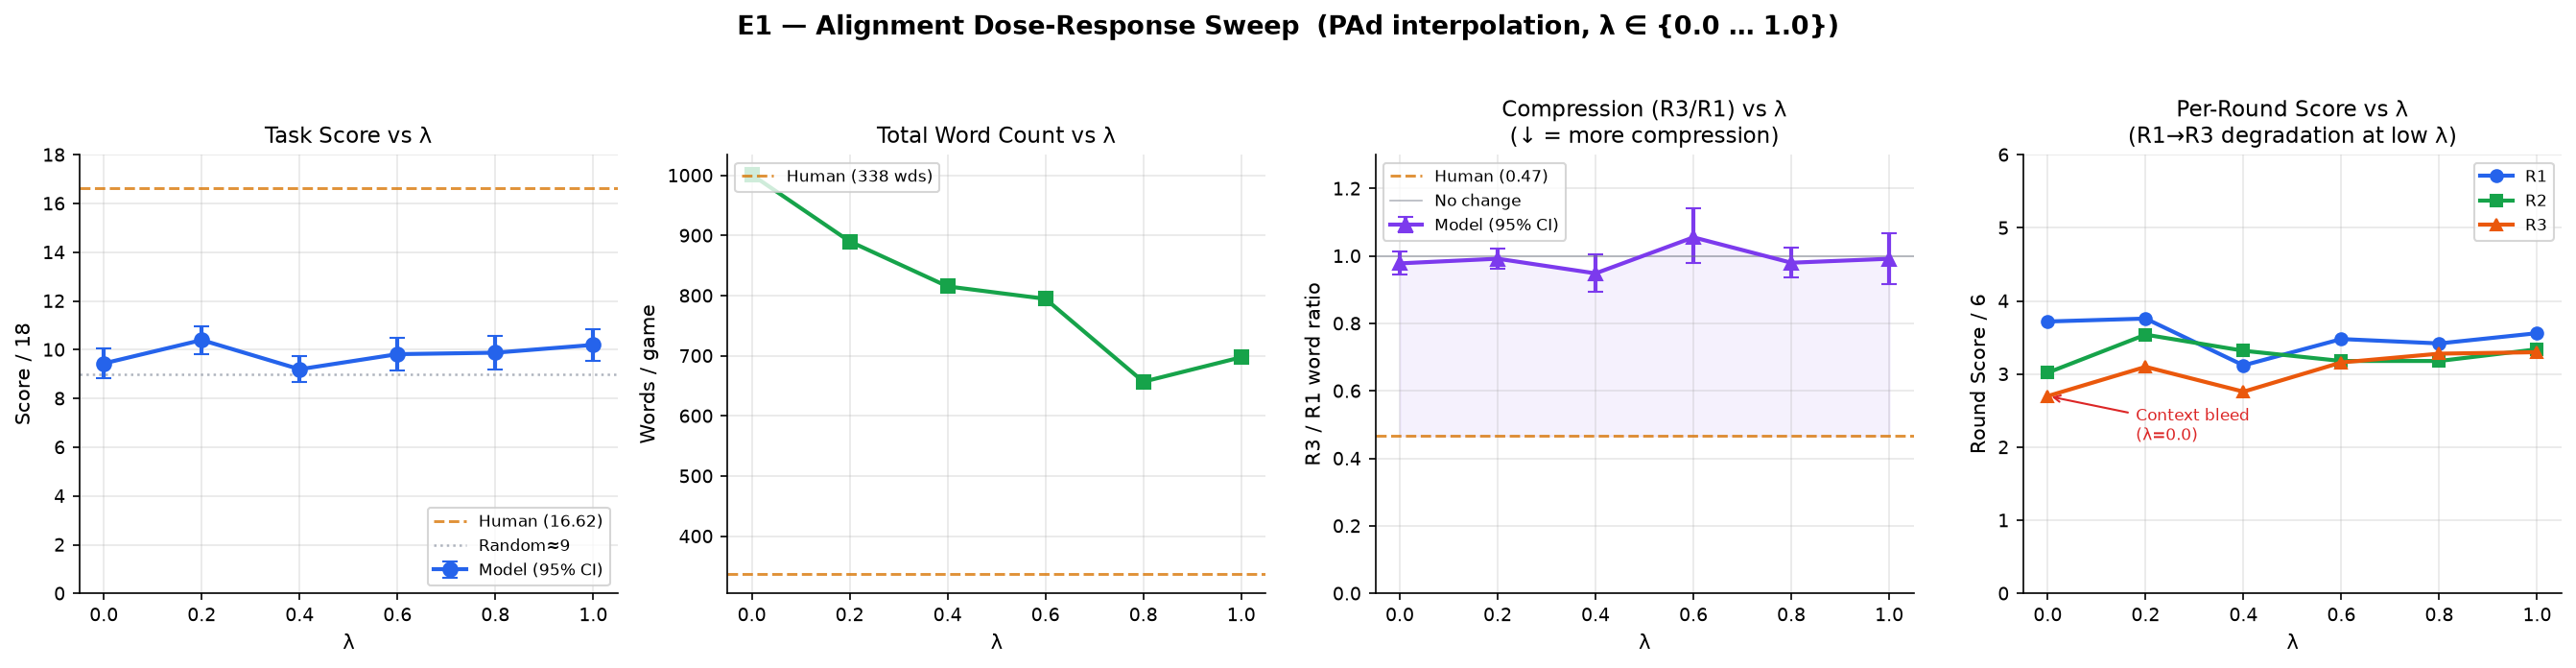 E1 — Alignment Dose-Response Sweep (PAd interpolation, λ ∈ {0.0 … 1.0})
Task Score vs λ
Score / 18
18
16
14
12
10
8
6
4
2
0
Human (16.62)
Random≈9
Model (95% CI)
0.0 0.2 0.4 0.6 0.8 1.0
λ
Total Word Count vs λ
Words / game
1000
900
800
700
600
500
400
Human (338 wds)
0.0 0.2 0.4 0.6 0.8 1.0
λ
Compression (R3/R1) vs λ
(↓ = more compression)
R3 / R1 word ratio
1.2
1.0
0.8
0.6
0.4
0.2
0.0
Human (0.47)
No change
Model (95% CI)
0.0 0.2 0.4 0.6 0.8 1.0
λ
Per-Round Score vs λ
(R1→R3 degradation at low λ)
Round Score / 6
6
5
4
3
2
1
0
R1
R2
R3
Context bleed
(λ=0.0)
0.0 0.2 0.4 0.6 0.8 1.0
λ